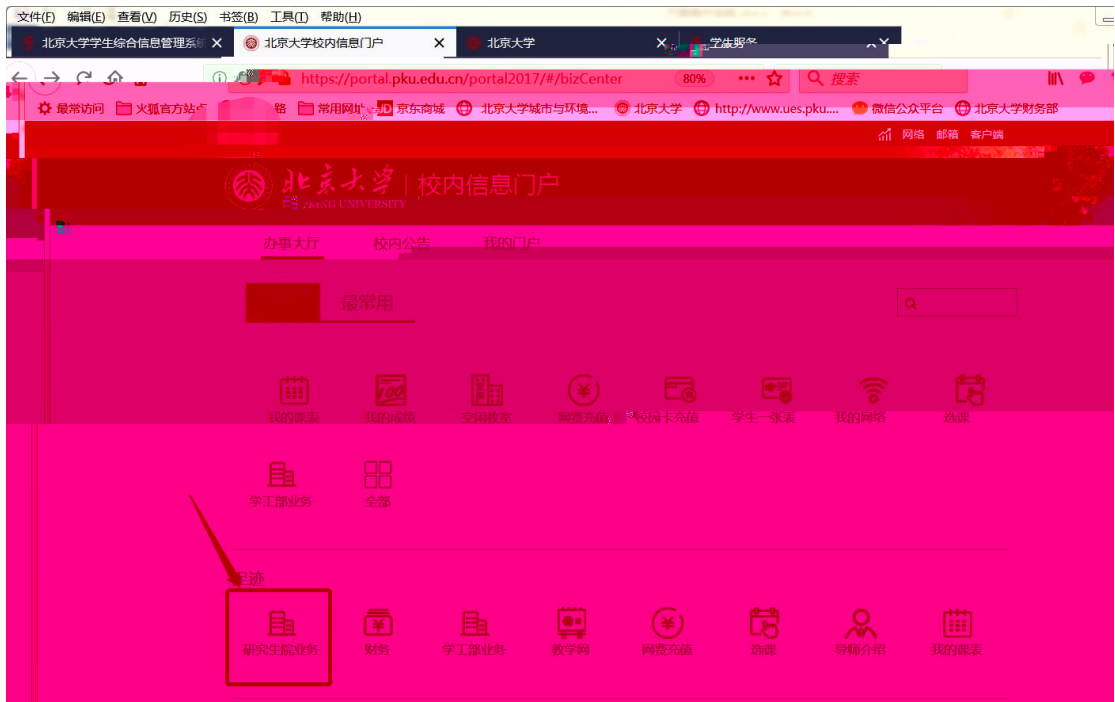 文件(F) 编辑(E) 查看(V) 历史(S) 书签(B) 工具(T) 帮助(H)
北京大学学生综合信息管理系统 北京大学校内信息门户 北京大学
https://portal.pku.edu.cn/portal2017/#/bizCenter 80% 搜索
最常访问 火狐官方站点 常用网址 JD 京东商城 北京大学城市与环境... 北京大学 http://www.ues.pku.... 微信公众平台 北京大学财务部
网络 邮箱 客户端
北京大学 校内信息门户
PEKING UNIVERSITY
办事大厅 校内公告 我的门户
最常用
我的课表 我的成绩 空闲教室 网费充值 校园卡充值 学生一张表 我的网络 选课
学工部业务 全部
足迹
研究生院业务 财务 学工部业务 教学网 网费充值 选课 导师介绍 我的课表